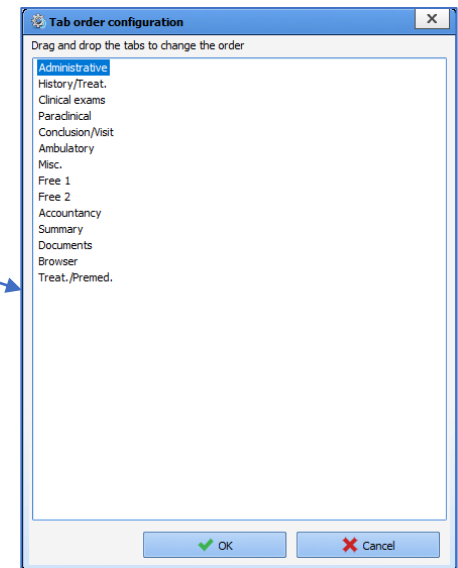 Tab order configuration
Drag and drop the tabs to change the order
Administrative
History/Treat.
Clinical exams
Paraclinical
Conclusion/Visit
Ambulatory
Misc.
Free 1
Free 2
Accountancy
Summary
Documents
Browser
Treat./Premed.
OK Cancel